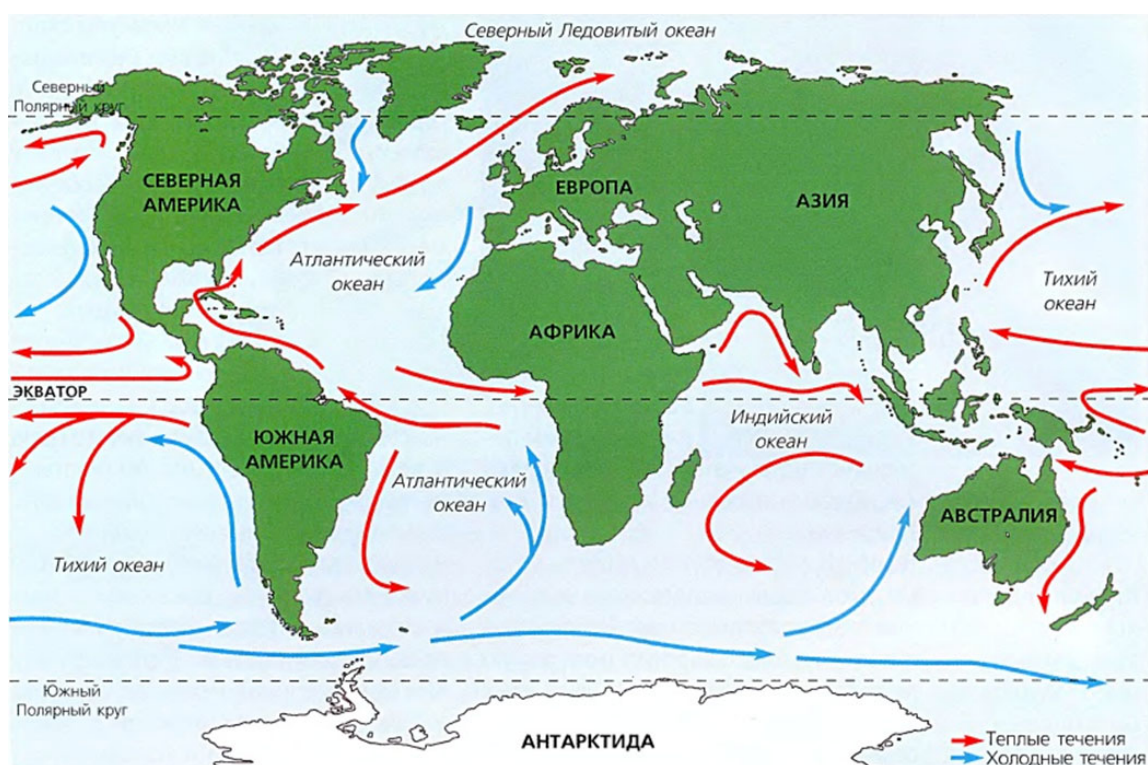 Северный Ледовитый океан
Северный
Полярный круг
СЕВЕРНАЯ
АМЕРИКА
ЕВРОПА
АЗИЯ
Атлантический
океан
Тихий
океан
АФРИКА
ЭКВАТОР
Индийский
океан
ЮЖНАЯ
АМЕРИКА
Атлантический
океан
АВСТРАЛИЯ
Тихий океан
Южный
Полярный круг
АНТАРКТИДА
Теплые течения
Холодные течения